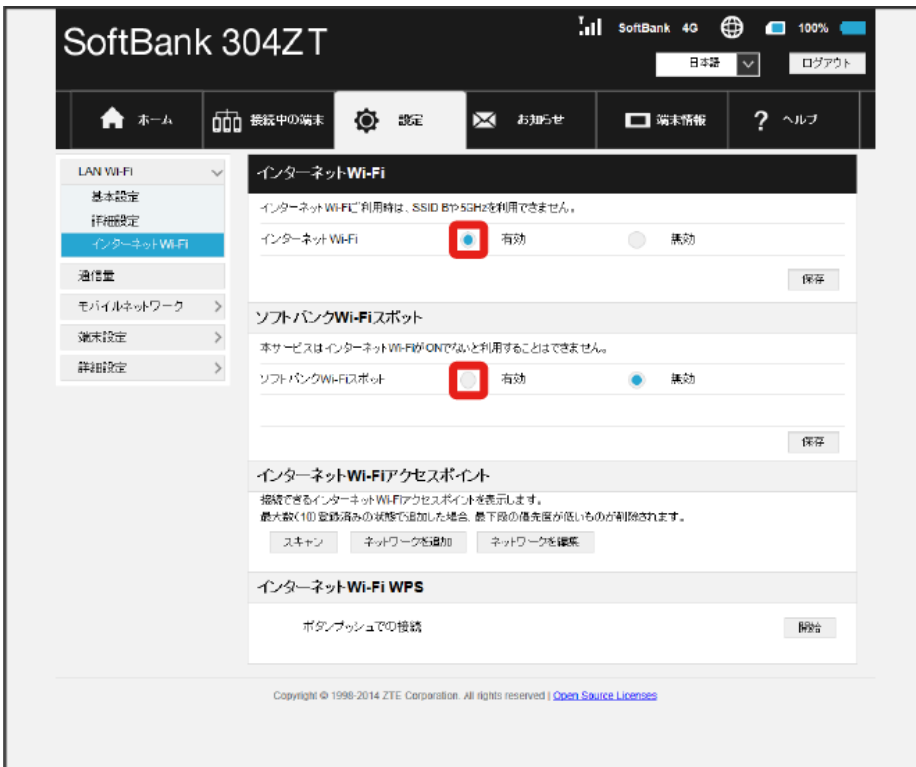 SoftBank 304ZT
SoftBank 4G 100%
日本語 ログアウト
ホーム 接続中の端末 設定 お知らせ 端末情報 ? ヘルプ
LAN Wi-Fi
基本設定
詳細設定
インターネットWi-Fi
通信量
モバイルネットワーク
端末設定
詳細設定
インターネットWi-Fi
インターネットWi-Fiご利用時は、SSID Bや5GHzを利用できません。
インターネットWi-Fi 有効 無効
保存
ソフトバンクWi-Fiスポット
本サービスはインターネットWi-FiがONでないと利用することはできません。
ソフトバンクWi-Fiスポット 有効 無効
保存
インターネットWi-Fiアクセスポイント
接続できるインターネットWi-Fiアクセスポイントを表示します。
最大数(10)登録済みの状態で追加した場合、最下段の優先度が低いものが削除されます。
スキャン ネットワークを追加 ネットワークを編集
インターネットWi-Fi WPS
ボタンプッシュでの接続 開始
Copyright © 1998-2014 ZTE Corporation. All rights reserved | Open Source Licenses